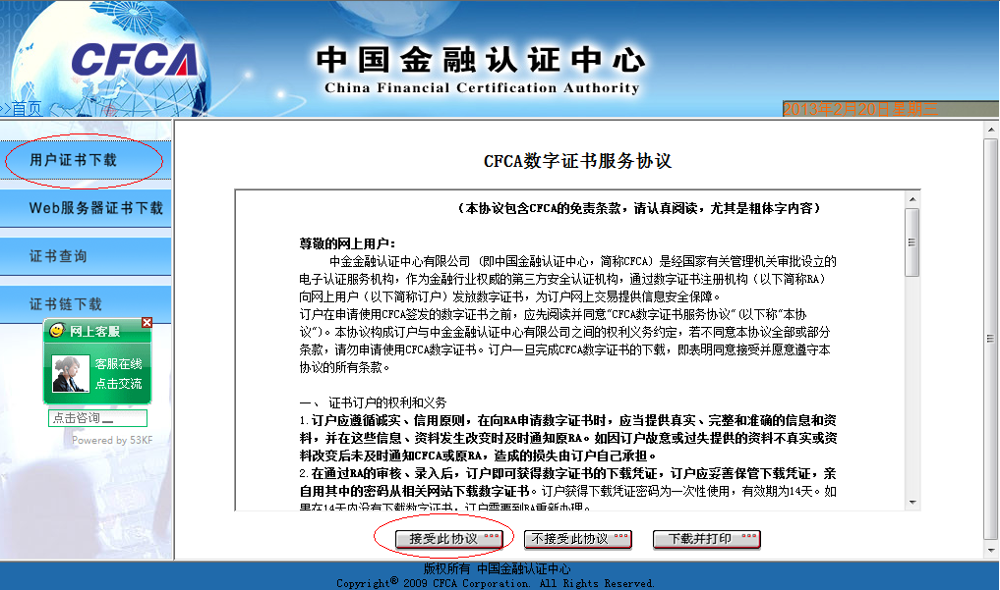 CFCA
中国金融认证中心
China Financial Certification Authority
>>首页
2013年2月20日星期三
用户证书下载
Web服务器证书下载
证书查询
证书链下载
网上客服
客服在线
点击交流
点击咨询
Powered by 53KF
CFCA数字证书服务协议
(本协议包含CFCA的免责条款，请认真阅读，尤其是粗体字内容)
尊敬的网上用户：
中金金融认证中心有限公司（即中国金融认证中心，简称CFCA）是经国家有关管理机关审批设立的
电子认证服务机构，作为金融行业权威的第三方安全认证机构，通过数字证书注册机构（以下简称RA）
向网上用户（以下简称订户）发放数字证书，为订户网上交易提供信息安全保障。
订户在申请使用CFCA签发的数字证书之前，应先阅读并同意"CFCA数字证书服务协议"(以下称"本协
议")。本协议构成订户与中金金融认证中心有限公司之间的权利义务约定，若不同意本协议全部或部分
条款，请勿申请使用CFCA数字证书。订户一旦完成CFCA数字证书的下载，即表明同意接受并愿意遵守本
协议的所有条款。
一、 证书订户的权利和义务
1.订户应遵循诚实、信用原则，在向RA申请数字证书时，应当提供真实、完整和准确的信息和资
料，并在这些信息、资料发生改变时及时通知原RA。如因订户故意或过失提供的资料不真实或资
料改变后未及时通知CFCA或原RA，造成的损失由订户自己承担。
2.在通过RA的审核、录入后，订户即可获得数字证书的下载凭证，订户应妥善保管下载凭证，亲
自用其中的密码从相关网站下载数字证书。订户获得下载凭证密码为一次性使用，有效期为14天。如
果在14天内没有下载数字证书，订户需要到RA重新办理。
接受此协议
不接受此协议
下载并打印
版权所有 中国金融认证中心
Copyright© 2009 CFCA Corporation. All Rights Reserved.